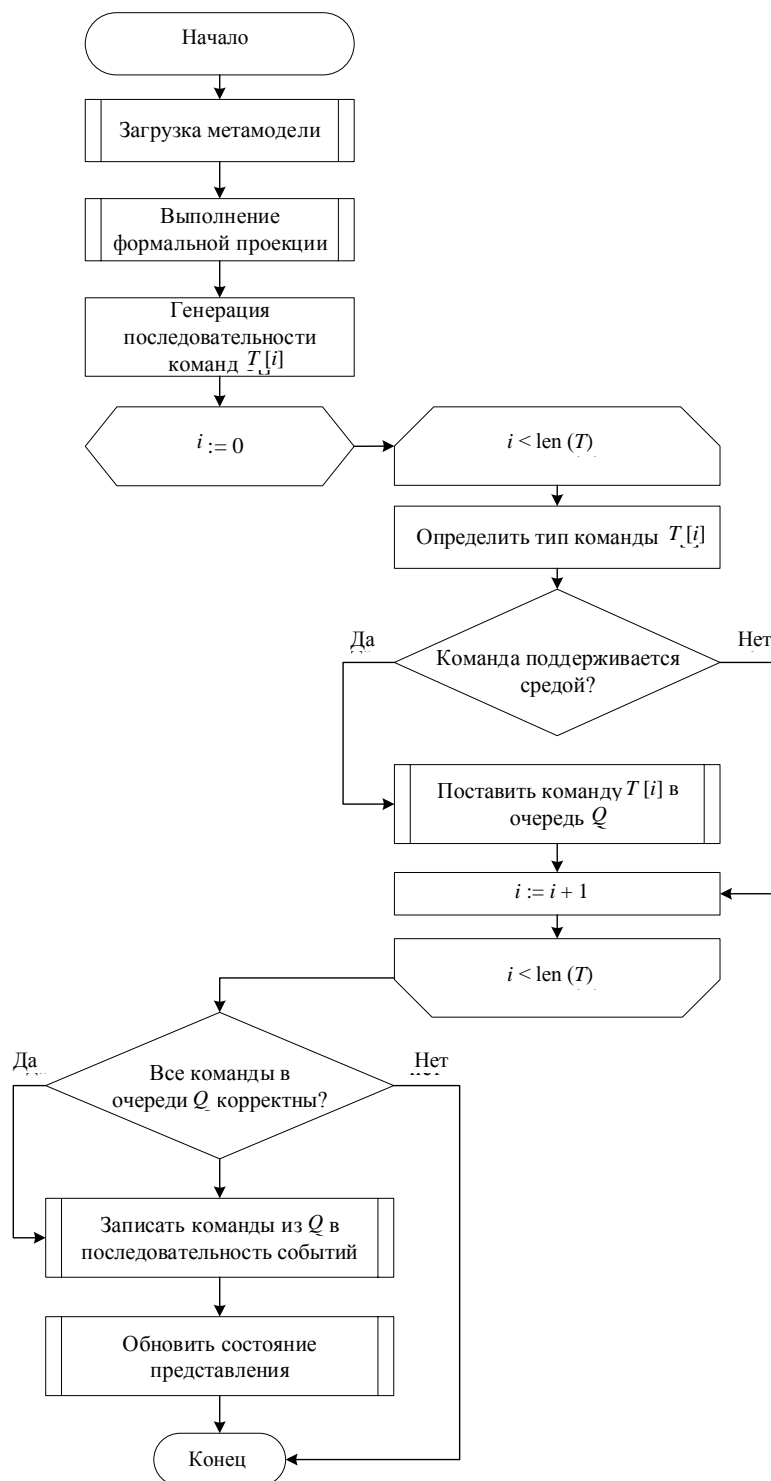 Начало
Загрузка метамодели
Выполнение
формальной проекции
Генерация
последовательности
команд T [i]
i := 0
i < len (T)
Определить тип команды T [i]
Да
Нет
Команда поддерживается
средой?
Поставить команду T [i] в
очередь Q
i := i + 1
i < len (T)
Да
Нет
Все команды в
очереди Q корректны?
Записать команды из Q в
последовательность событий
Обновить состояние
представления
Конец